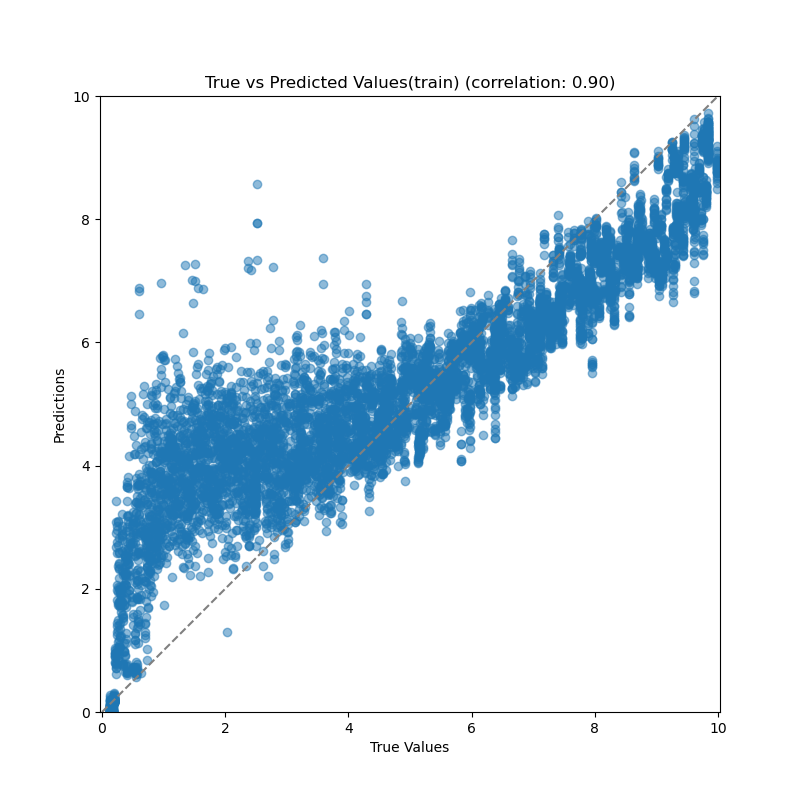 True vs Predicted Values(train) (correlation: 0.90)
10
8
6
4
2
0
Predictions
0 2 4 6 8 10
True Values